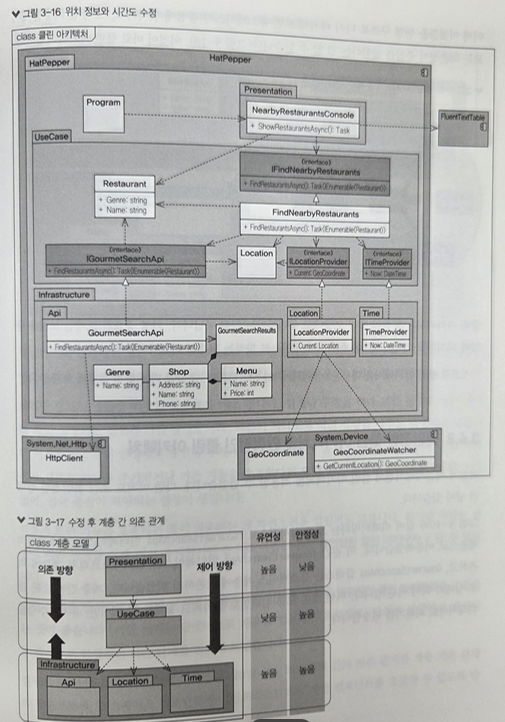 그림 3-16 위치 정보와 시간도 수정
class 클린 아키텍처
HatPepper
HatPepper
Presentation
Program
NearbyRestaurantsConsole
+ ShowRestaurantsAsync(): Task
FluentTextTable
UseCase
(interface)
IFindNearbyRestaurants
+ FindRestaurantsAsync(): Task(IEnumerable(Restaurant))
Restaurant
+ Genre: string
+ Name: string
FindNearbyRestaurants
+ FindRestaurantsAsync(): Task(IEnumerable(Restaurant))
(interface)
IGourmetSearchApi
+ FindRestaurantsAsync(): Task(IEnumerable(Restaurant))
Location
(interface)
ILocationProvider
+ Current: GeoCoordinate
(interface)
ITimeProvider
+ Now: DateTime
Infrastructure
Api
GourmetSearchApi
+ FindRestaurantsAsync(): Task(IEnumerable(Restaurant))
GourmetSearchResults
Location
LocationProvider
+ Current: Location
Time
TimeProvider
+ Now: DateTime
Genre
+ Name: string
Shop
+ Address: string
+ Name: string
+ Phone: string
Menu
+ Name: string
+ Price: int
System.Net.Http
HttpClient
System.Device
GeoCoordinate
GeoCoordinateWatcher
+ GetCurrentLocation(): GeoCoordinate
그림 3-17 수정 후 계층 간 의존 관계
class 계층 모델
유연성
안정성
의존 방향
Presentation
제어 방향
높음
낮음
UseCase
낮음
높음
Infrastructure
Api
Location
Time
높음
높음